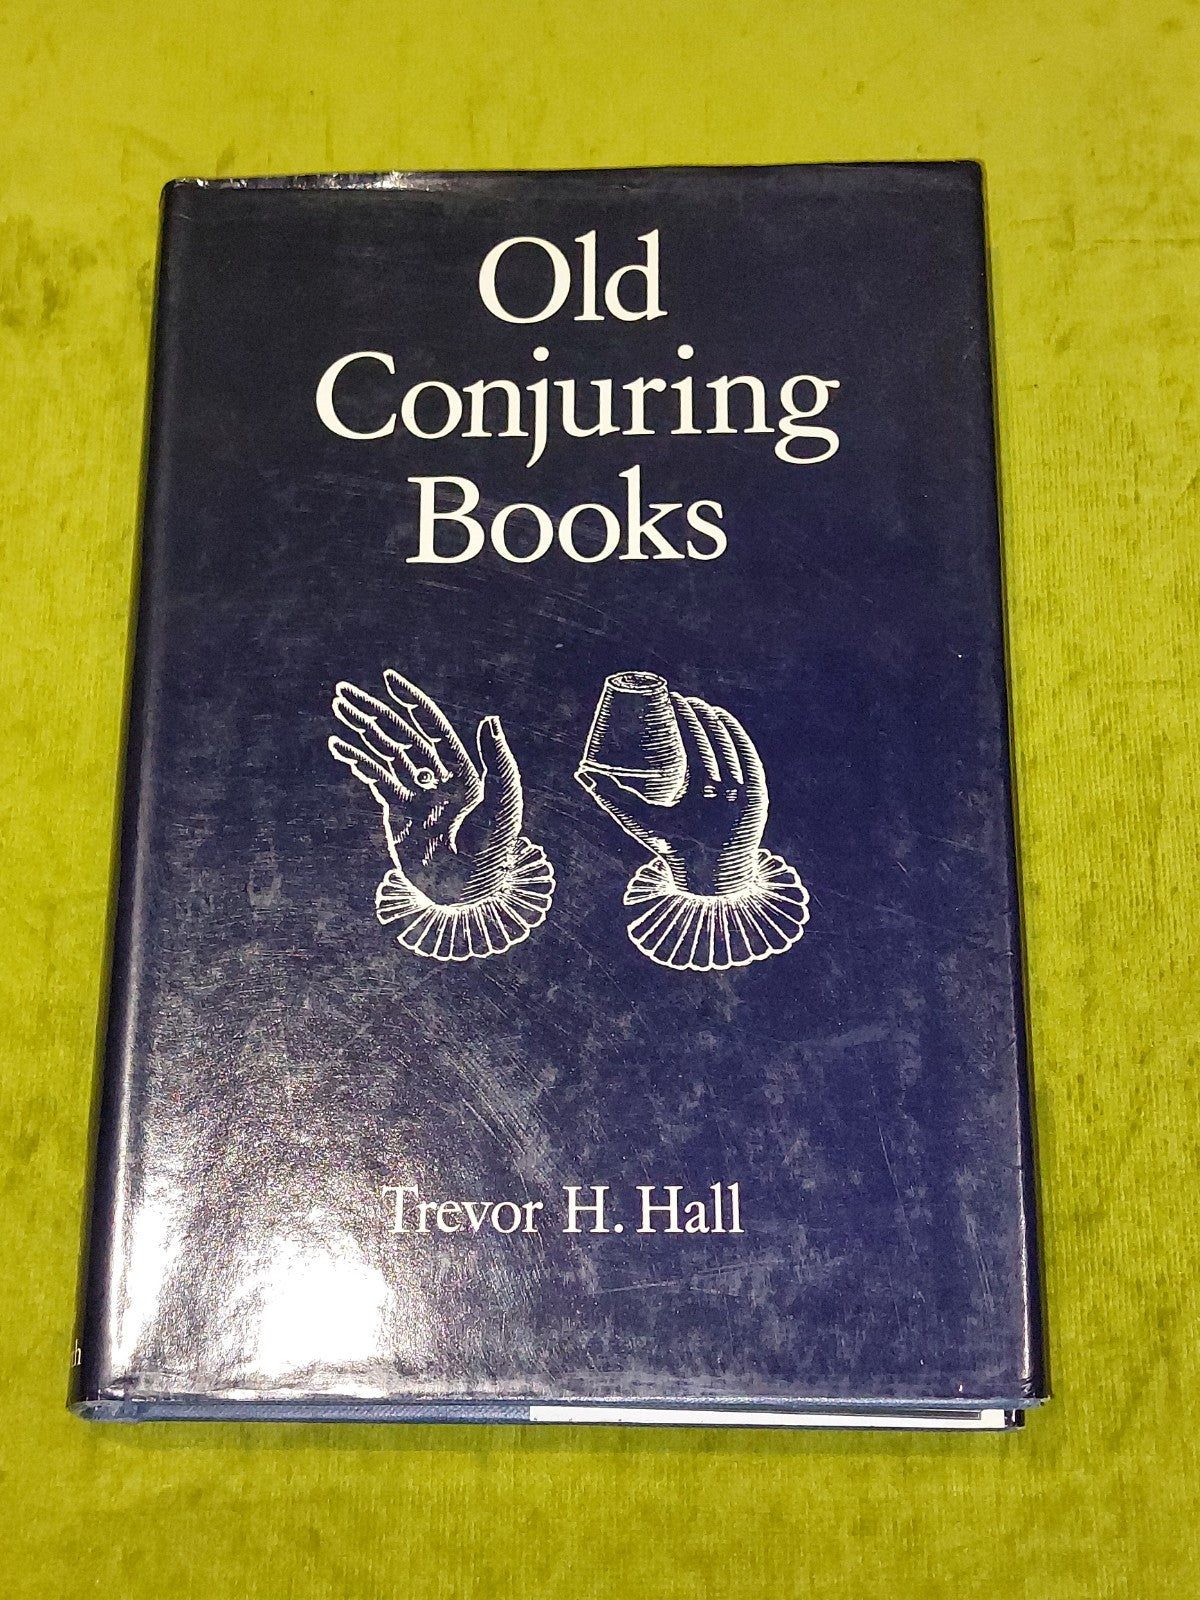 Old
Conjuring
Books
Trevor H. Hall